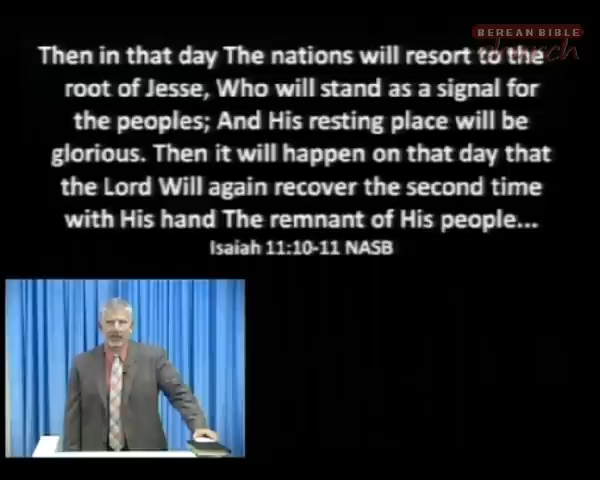 BEREAN BIBLE
church
Then in that day The nations will resort to the
root of Jesse, Who will stand as a signal for
the peoples; And His resting place will be
glorious. Then it will happen on that day that
the Lord Will again recover the second time
with His hand The remnant of His people...
Isaiah 11:10-11 NASB